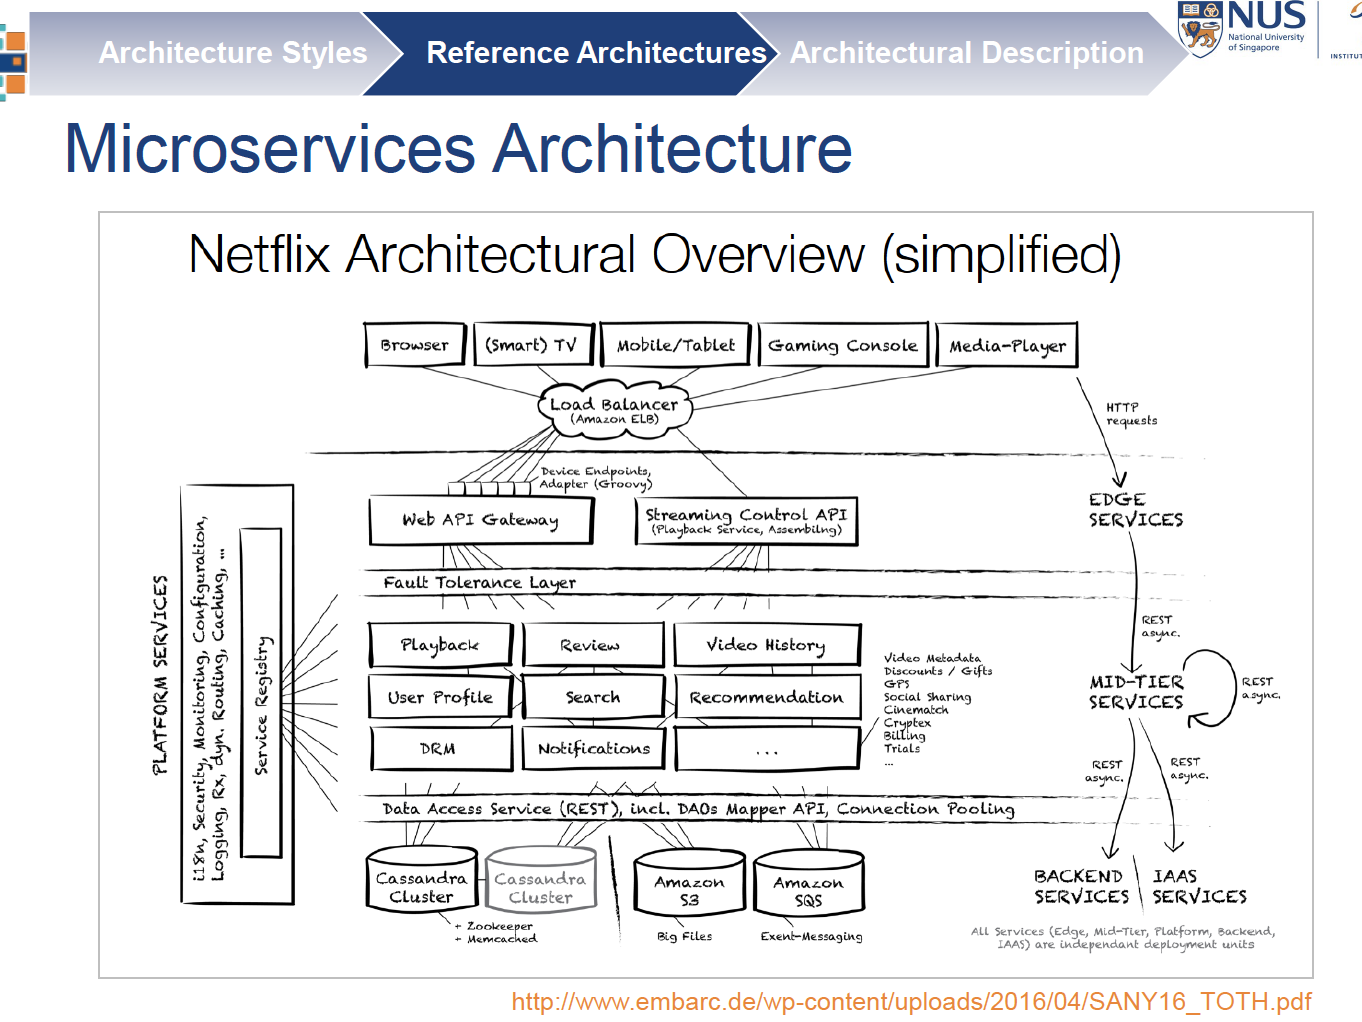 Architecture Styles
Reference Architectures
Architectural Description
NUS
National University
of Singapore
Microservices Architecture
Netflix Architectural Overview (simplified)
Browser
(Smart) TV
Mobile/Tablet
Gaming Console
Media-Player
Load Balancer
(Amazon ELB)
HTTP
requests
Device Endpoints,
Adapter (Groovy)
EDGE
SERVICES
Web API Gateway
Streaming Control API
(Playback Service, Assembilng)
Fault Tolerance Layer
PLATFORM SERVICES
i18n, Security, Monitoring, Configuration,
Logging, Rx, dyn. Routing, Caching, ...
Service Registry
REST
async.
Playback
Review
Video History
User Profile
Search
Recommendation
DRM
Notifications
...
Video Metadata
Discounts / Gifts
GPS
Social Sharing
Cinematch
Cryptex
Billing
Trials
...
MID-TIER
SERVICES
REST
async.
REST
async.
REST
async.
Data Access Service (REST), incl. DAOs Mapper API, Connection Pooling
Cassandra
Cluster
Cassandra
Cluster
Amazon
S3
Amazon
SQS
+ Zookeeper
+ Memcached
Big Files
Exent-Messaging
BACKEND
SERVICES
IAAS
SERVICES
All Services (Edge, Mid-Tier, Platform, Backend,
IAAS) are independant deployment units
http://www.embarc.de/wp-content/uploads/2016/04/SANY16_TOTH.pdf